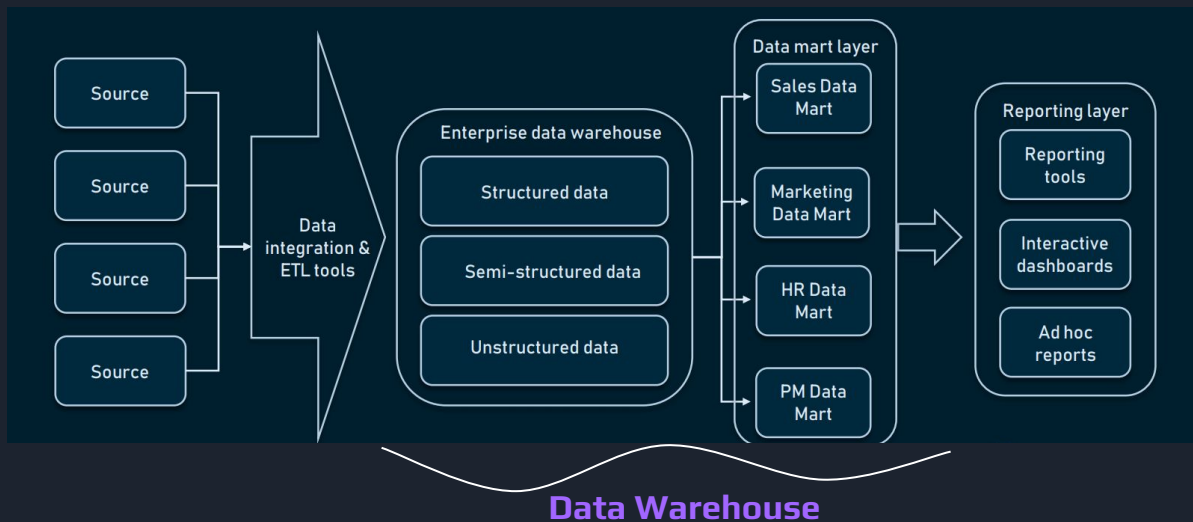 Source
Source
Source
Source
Data
integration &
ETL tools
Enterprise data warehouse
Structured data
Semi-structured data
Unstructured data
Data mart layer
Sales Data
Mart
Marketing
Data Mart
HR Data
Mart
PM Data
Mart
Reporting layer
Reporting
tools
Interactive
dashboards
Ad hoc
reports
Data Warehouse